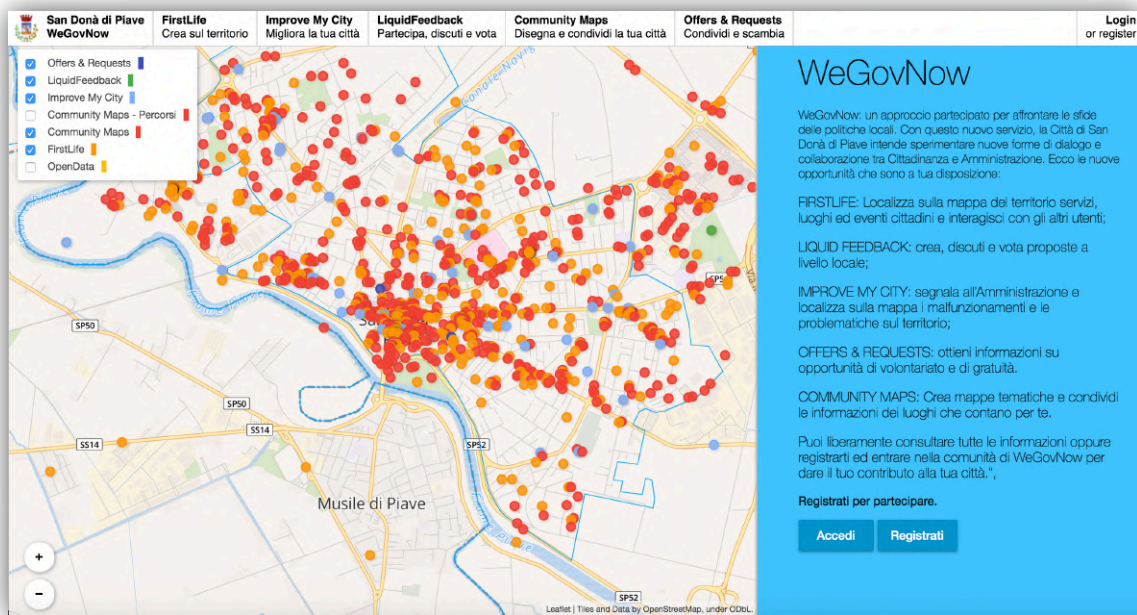 San Donà di Piave
WeGovNow
FirstLife
Crea sul territorio
Improve My City
Migliora la tua città
LiquidFeedback
Partecipa, discuti e vota
Community Maps
Disegna e condividi la tua città
Offers & Requests
Condividi e scambia
Login
or register
Offers & Requests
LiquidFeedback
Improve My City
Community Maps - Percorsi
Community Maps
FirstLife
OpenData
SP50
SP50
SS14
SS14
SP52
SP52
Musile di Piave
+
−
Leaflet | Tiles and Data by OpenStreetMap, under ODbL.
WeGovNow
WeGovNow: un approccio partecipato per affrontare le sfide
delle politiche locali. Con questo nuovo servizio, la Città di San
Donà di Piave intende sperimentare nuove forme di dialogo e
collaborazione tra Cittadinanza e Amministrazione. Ecco le nuove
opportunità che sono a tua disposizione:
FIRSTLIFE: Localizza sulla mappa del territorio servizi,
luoghi ed eventi cittadini e interagisci con gli altri utenti;
LIQUID FEEDBACK: crea, discuti e vota proposte a
livello locale;
IMPROVE MY CITY: segnala all'Amministrazione e
localizza sulla mappa i malfunzionamenti e le
problematiche sul territorio;
OFFERS & REQUESTS: ottieni informazioni su
opportunità di volontariato e di gratuità.
COMMUNITY MAPS: Crea mappe tematiche e condividi
le informazioni dei luoghi che contano per te.
Puoi liberamente consultare tutte le informazioni oppure
registrarti ed entrare nella comunità di WeGovNow per
dare il tuo contributo alla tua città.",
Registrati per partecipare.
Accedi
Registrati